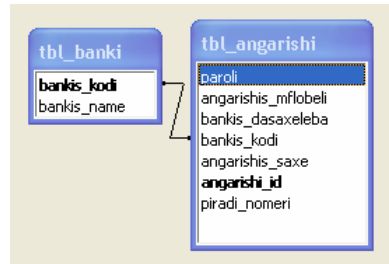 tbl_banki
bankis_kodi
bankis_name
tbl_angarishi
paroli
angarishis_mflobeli
bankis_dasaxeleba
bankis_kodi
angarishis_saxe
angarishi_id
piradi_nomeri